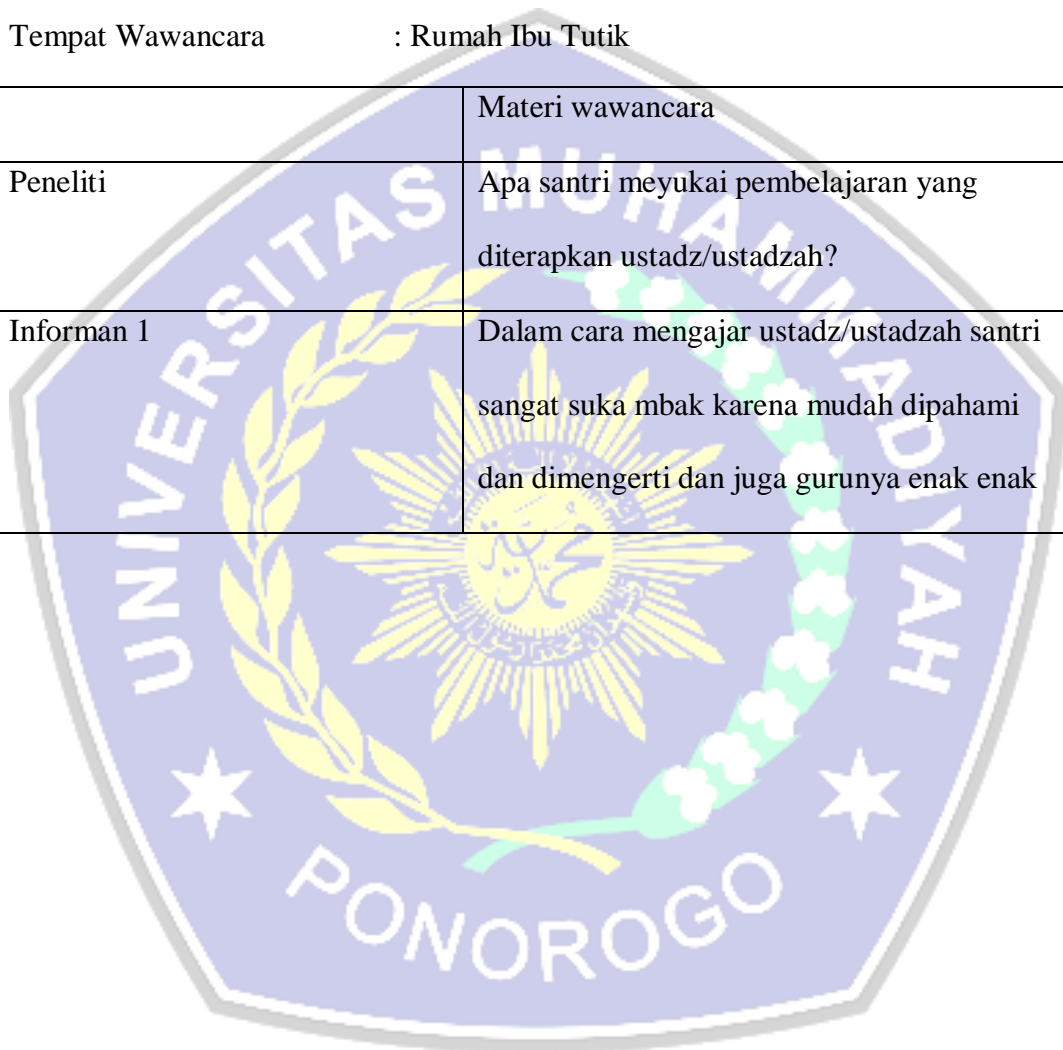 Tempat Wawancara : Rumah Ibu Tutik
Materi wawancara
Peneliti Apa santri meyukai pembelajaran yang
diterapkan ustadz/ustadzah?
Informan 1 Dalam cara mengajar ustadz/ustadzah santri
sangat suka mbak karena mudah dipahami
dan dimengerti dan juga gurunya enak enak
UNIVERSITAS MUHAMMADIYAH
PONOROGO